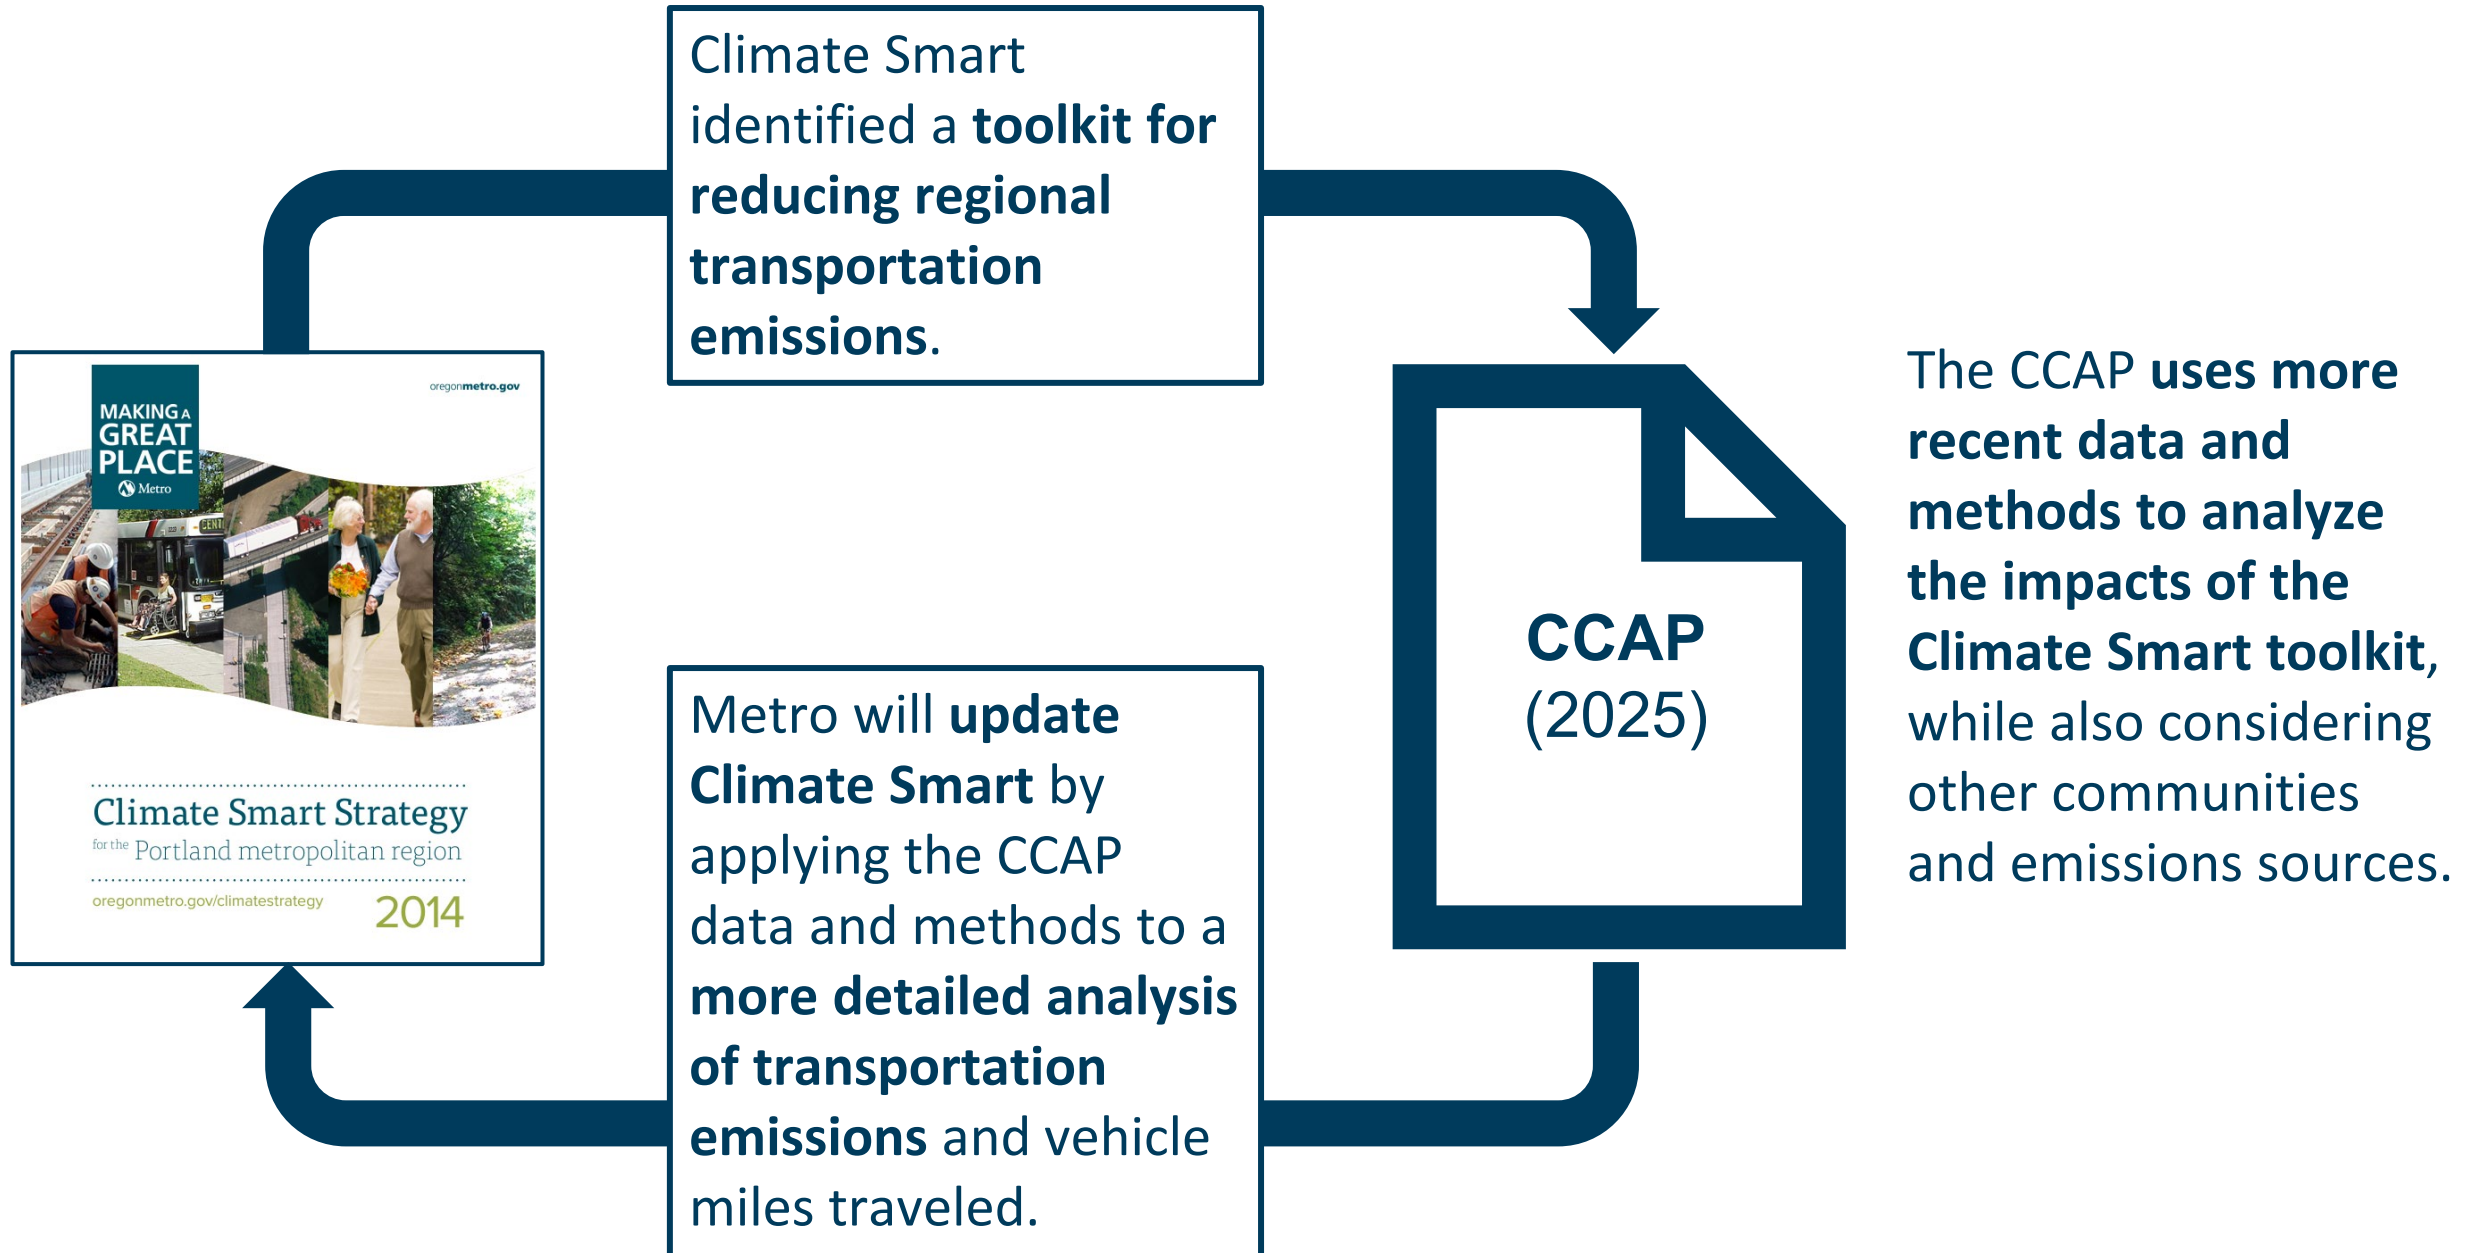 Climate Smart
identified a toolkit for
reducing regional
transportation
emissions.
MAKING A
GREAT
PLACE
Metro
oregonmetro.gov
Climate Smart Strategy
for the Portland metropolitan region
oregonmetro.gov/climatestrategy
2014
Metro will update
Climate Smart by
applying the CCAP
data and methods to a
more detailed analysis
of transportation
emissions and vehicle
miles traveled.
CCAP
(2025)
The CCAP uses more
recent data and
methods to analyze
the impacts of the
Climate Smart toolkit,
while also considering
other communities
and emissions sources.